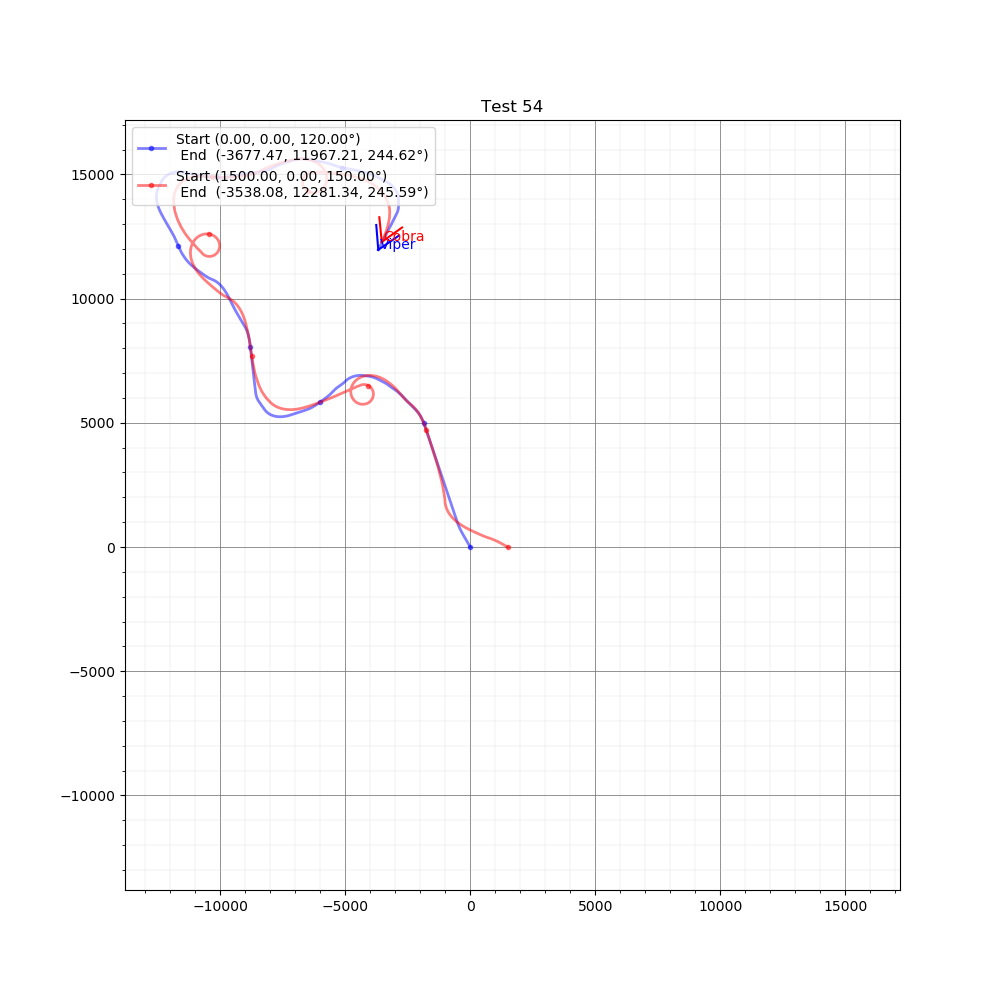 Test 54
Start (0.00, 0.00, 120.00°)
End (-3677.47, 11967.21, 244.62°)
Start (1500.00, 0.00, 150.00°)
End (-3538.08, 12281.34, 245.59°)
Cobra
Viper
15000
10000
5000
0
−5000
−10000
−10000
−5000
0
5000
10000
15000